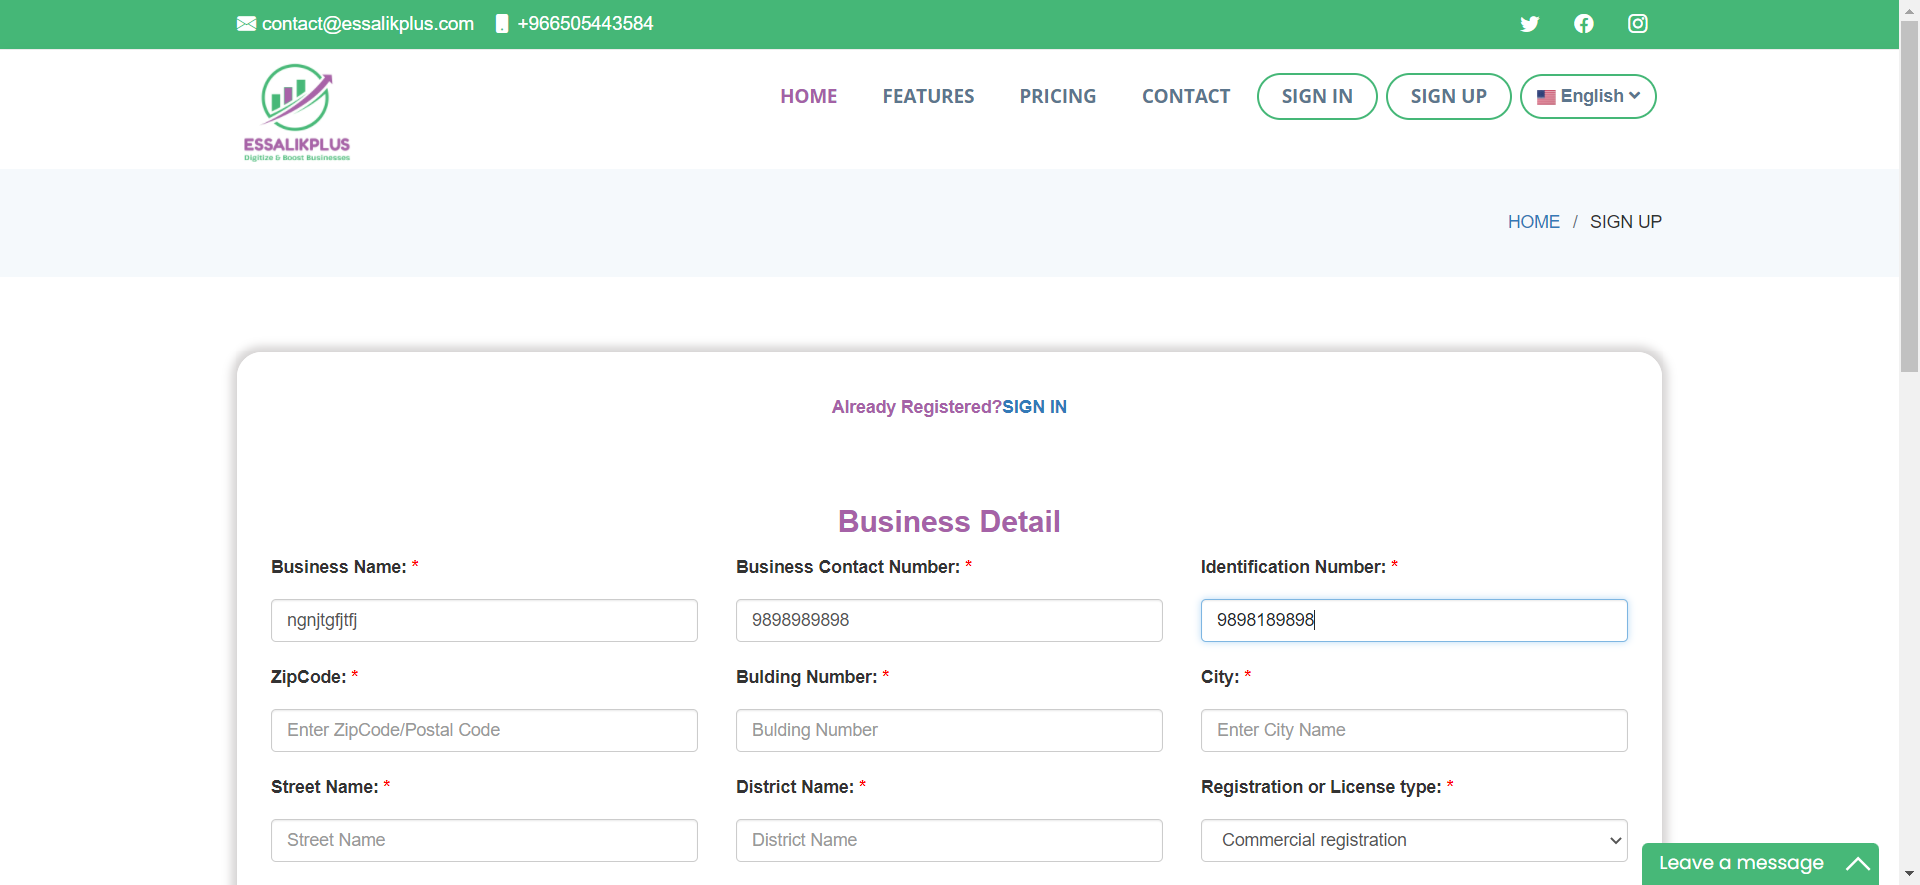 contact@essalikplus.com +966505443584
ESSALIKPLUS
Digitize & Boost Businesses
HOME FEATURES PRICING CONTACT SIGN IN SIGN UP English
HOME / SIGN UP
Already Registered?SIGN IN
Business Detail
Business Name: * Business Contact Number: * Identification Number: *
ngnjtgfjtfj 9898989898 9898189898
ZipCode: * Bulding Number: * City: *
Enter ZipCode/Postal Code Bulding Number Enter City Name
Street Name: * District Name: * Registration or License type: *
Street Name District Name Commercial registration
Leave a message